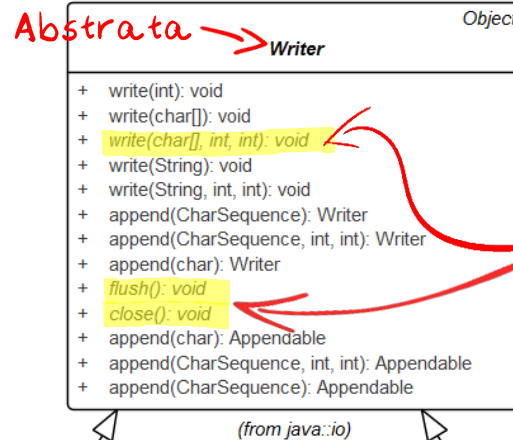 Object
Abstrata
Writer
+ write(int): void
+ write(char[]): void
+ write(char[], int, int): void
+ write(String): void
+ write(String, int, int): void
+ append(CharSequence): Writer
+ append(CharSequence, int, int): Writer
+ append(char): Writer
+ flush(): void
+ close(): void
+ append(char): Appendable
+ append(CharSequence, int, int): Appendable
+ append(CharSequence): Appendable
(from java::io)